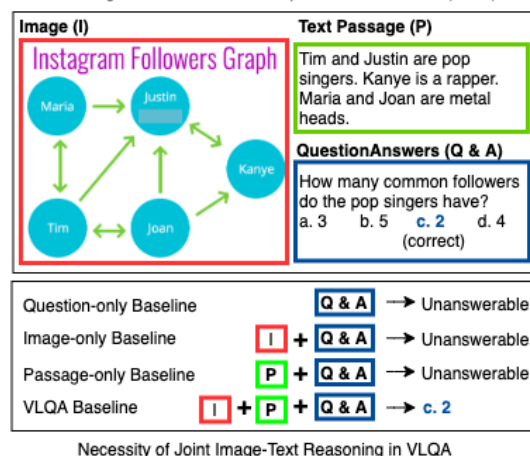 Image (I)
Instagram Followers Graph
Maria
Justin
Kanye
Tim
Joan
Text Passage (P)
Tim and Justin are pop
singers. Kanye is a rapper.
Maria and Joan are metal
heads.
QuestionAnswers (Q & A)
How many common followers
do the pop singers have?
a. 3 b. 5 c. 2 d. 4
(correct)
Question-only Baseline Q & A Unanswerable
Image-only Baseline I + Q & A Unanswerable
Passage-only Baseline P + Q & A Unanswerable
VLQA Baseline I + P + Q & A c. 2
Necessity of Joint Image-Text Reasoning in VLQA